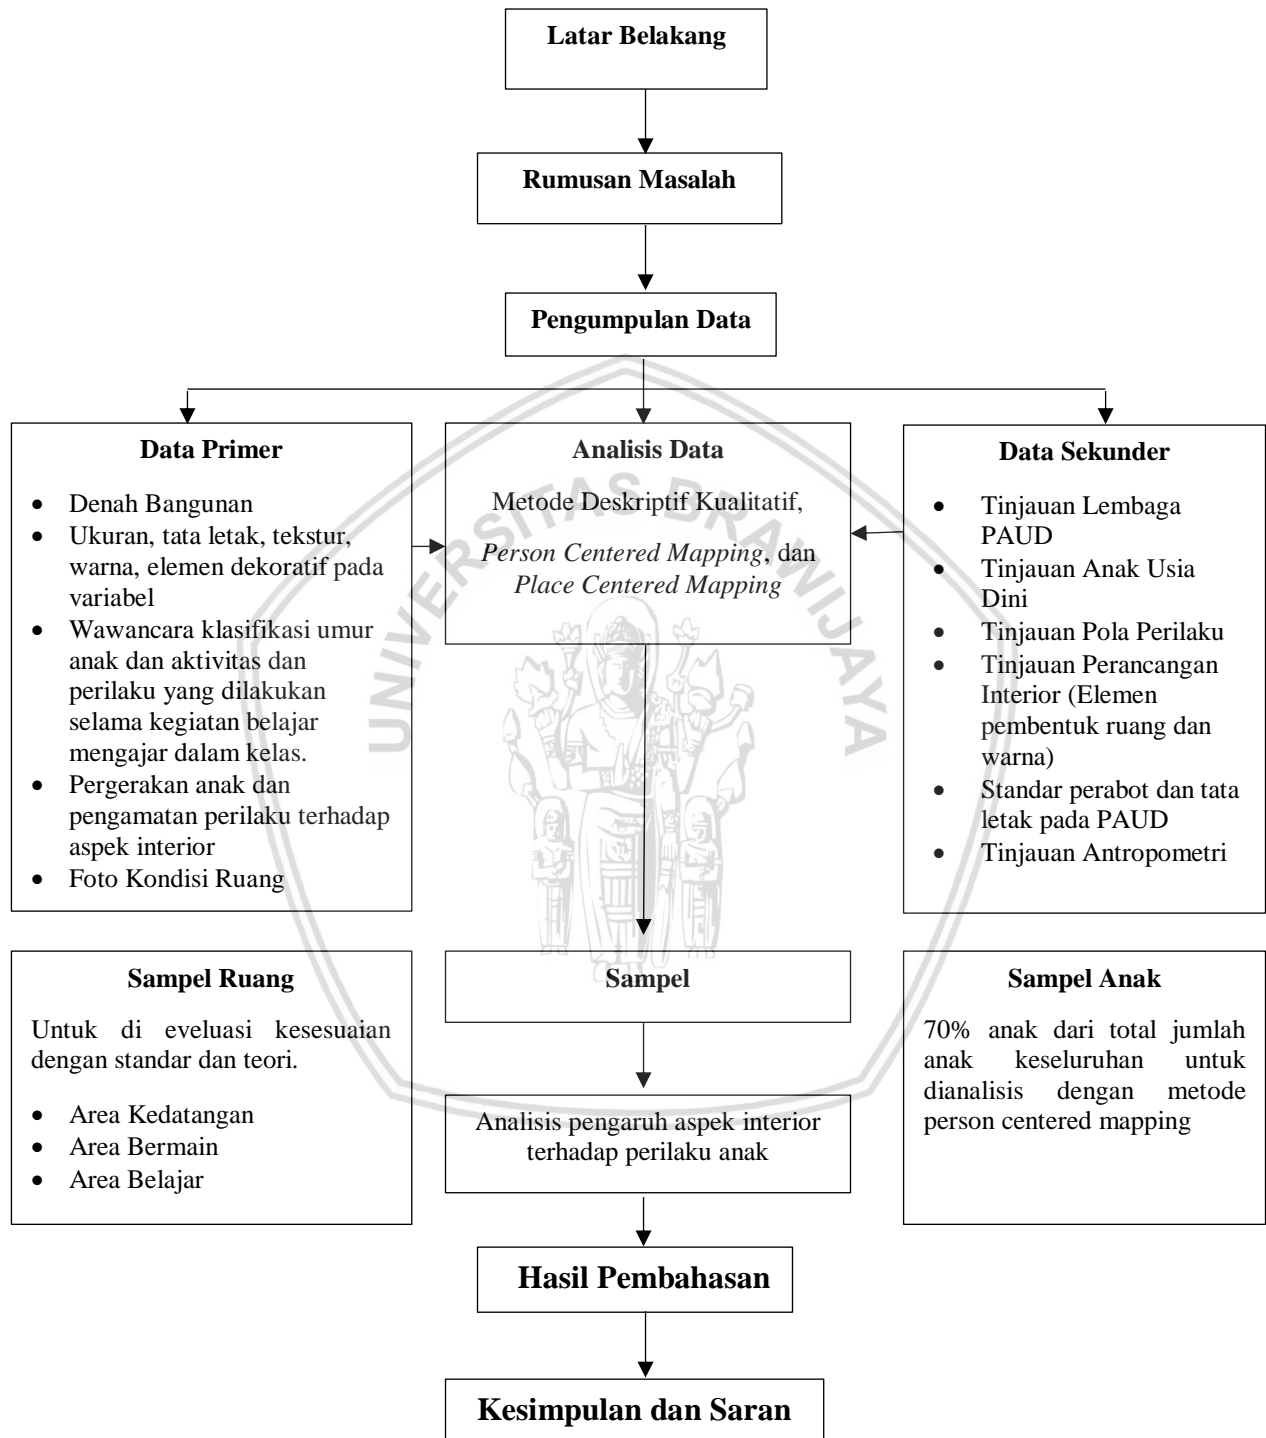 Latar Belakang
Rumusan Masalah
Pengumpulan Data
Data Primer
• Denah Bangunan
• Ukuran, tata letak, tekstur,
warna, elemen dekoratif pada
variabel
• Wawancara klasifikasi umur
anak dan aktivitas dan
perilaku yang dilakukan
selama kegiatan belajar
mengajar dalam kelas.
• Pergerakan anak dan
pengamatan perilaku terhadap
aspek interior
• Foto Kondisi Ruang
Analisis Data
Metode Deskriptif Kualitatif,
Person Centered Mapping, dan
Place Centered Mapping
Data Sekunder
• Tinjauan Lembaga
PAUD
• Tinjauan Anak Usia
Dini
• Tinjauan Pola Perilaku
• Tinjauan Perancangan
Interior (Elemen
pembentuk ruang dan
warna)
• Standar perabot dan tata
letak pada PAUD
• Tinjauan Antropometri
UNIVERSITAS BRAWIJAYA
Sampel Ruang
Untuk di eveluasi kesesuaian
dengan standar dan teori.
• Area Kedatangan
• Area Bermain
• Area Belajar
Sampel
Analisis pengaruh aspek interior
terhadap perilaku anak
Sampel Anak
70% anak dari total jumlah
anak keseluruhan untuk
dianalisis dengan metode
person centered mapping
Hasil Pembahasan
Kesimpulan dan Saran